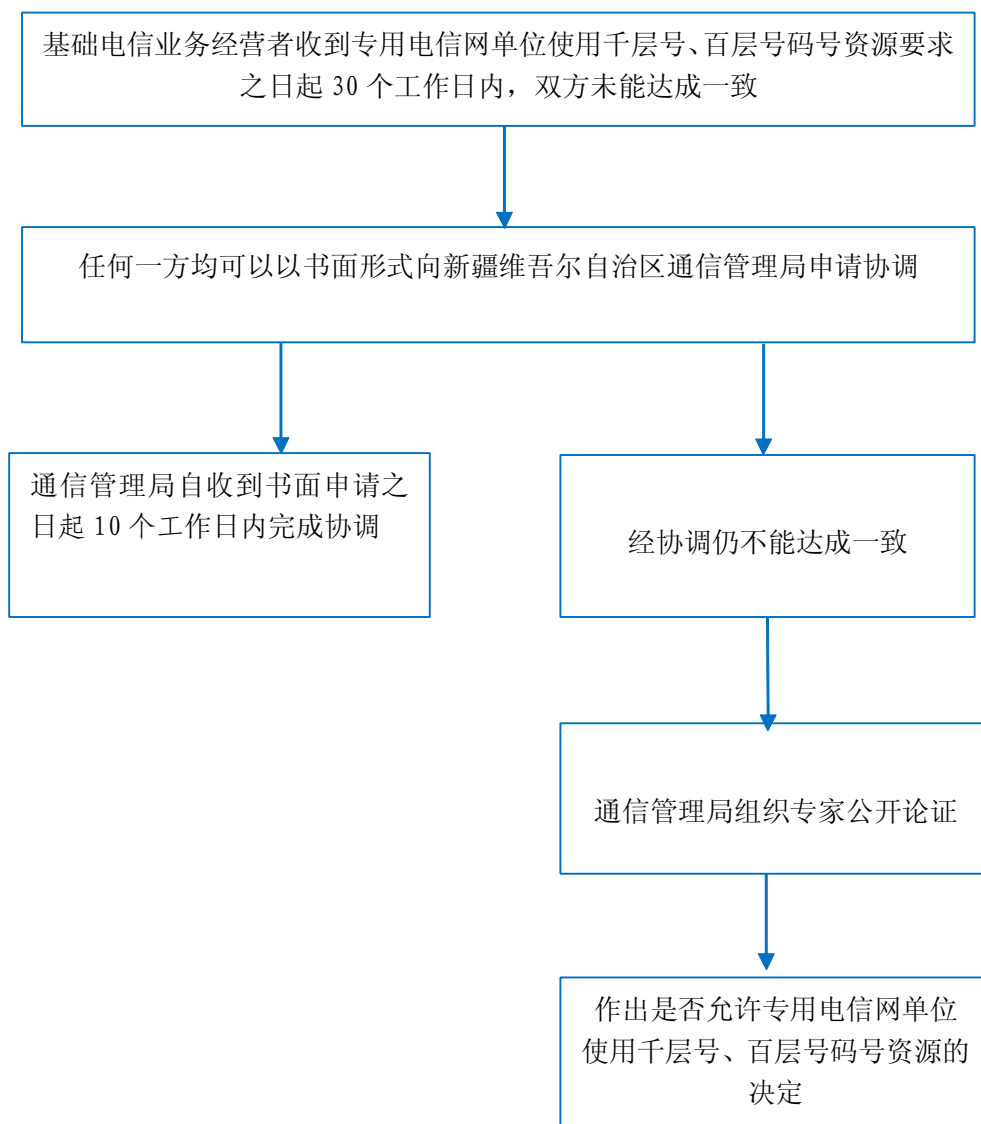 基础电信业务经营者收到专用电信网单位使用千层号、百层号码号资源要求
之日起 30 个工作日内，双方未能达成一致
任何一方均可以以书面形式向新疆维吾尔自治区通信管理局申请协调
通信管理局自收到书面申请之
日起 10 个工作日内完成协调
经协调仍不能达成一致
通信管理局组织专家公开论证
作出是否允许专用电信网单位
使用千层号、百层号码号资源的
决定